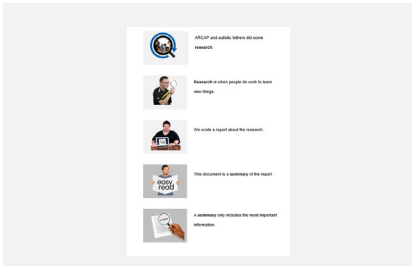 ARCAP and autistic fathers did some
research.
Research is when people do work to learn
new things.
We wrote a report about the research.
This document is a summary of the report.
easy
read
A summary only includes the most important
information.